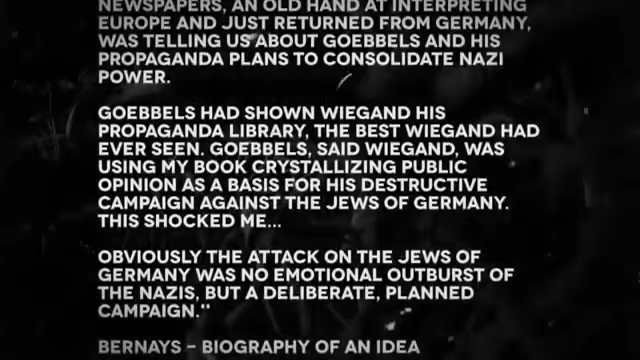 NEWSPAPERS, AN OLD HAND AT INTERPRETING
EUROPE AND JUST RETURNED FROM GERMANY,
WAS TELLING US ABOUT GOEBBELS AND HIS
PROPAGANDA PLANS TO CONSOLIDATE NAZI
POWER.
GOEBBELS HAD SHOWN WIEGAND HIS
PROPAGANDA LIBRARY, THE BEST WIEGAND HAD
EVER SEEN. GOEBBELS, SAID WIEGAND, WAS
USING MY BOOK CRYSTALLIZING PUBLIC
OPINION AS A BASIS FOR HIS DESTRUCTIVE
CAMPAIGN AGAINST THE JEWS OF GERMANY.
THIS SHOCKED ME...
OBVIOUSLY THE ATTACK ON THE JEWS OF
GERMANY WAS NO EMOTIONAL OUTBURST OF
THE NAZIS, BUT A DELIBERATE, PLANNED
CAMPAIGN."
BERNAYS - BIOGRAPHY OF AN IDEA